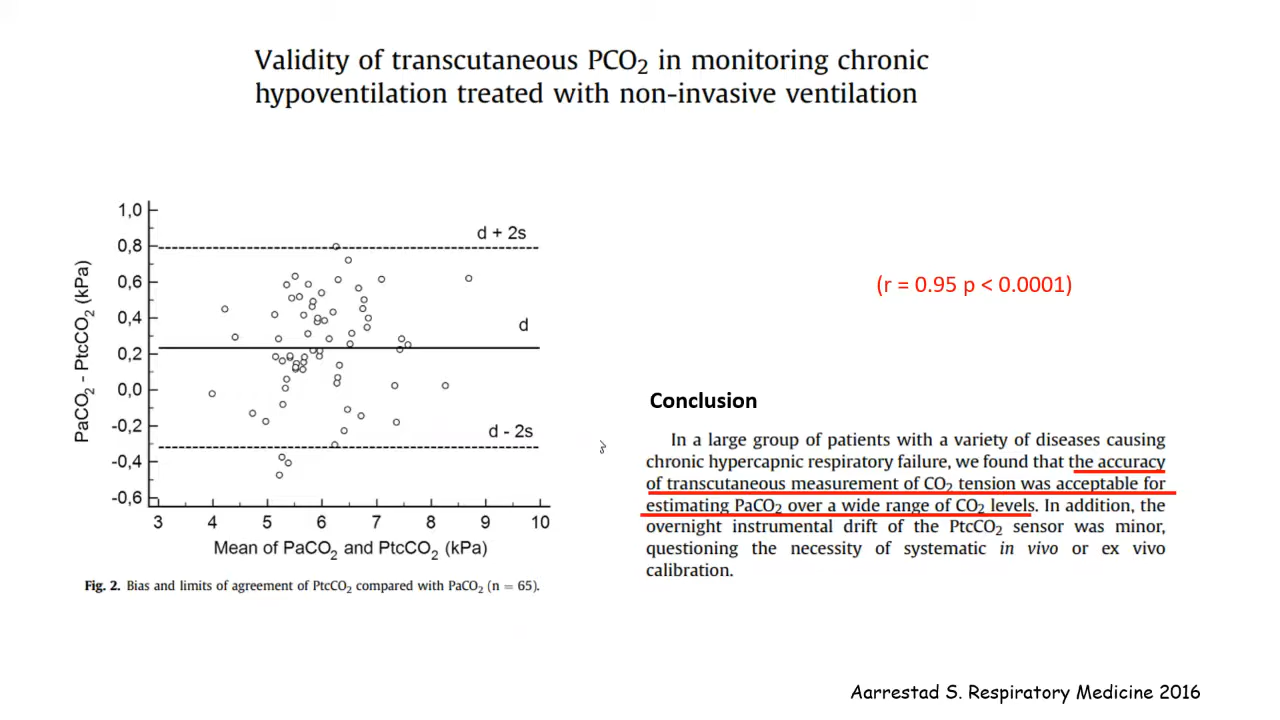 Validity of transcutaneous PCO2 in monitoring chronic
hypoventilation treated with non-invasive ventilation
1,0
0,8
0,6
0,4
0,2
0,0
-0,2
-0,4
-0,6
PaCO2 - PtcCO2 (kPa)
d + 2s
d
d - 2s
3 4 5 6 7 8 9 10
Mean of PaCO2 and PtcCO2 (kPa)
Fig. 2. Bias and limits of agreement of PtcCO2 compared with PaCO2 (n = 65).
(r = 0.95 p < 0.0001)
Conclusion
In a large group of patients with a variety of diseases causing
chronic hypercapnic respiratory failure, we found that the accuracy
of transcutaneous measurement of CO2 tension was acceptable for
estimating PaCO2 over a wide range of CO2 levels. In addition, the
overnight instrumental drift of the PtcCO2 sensor was minor,
questioning the necessity of systematic in vivo or ex vivo
calibration.
Aarrestad S. Respiratory Medicine 2016